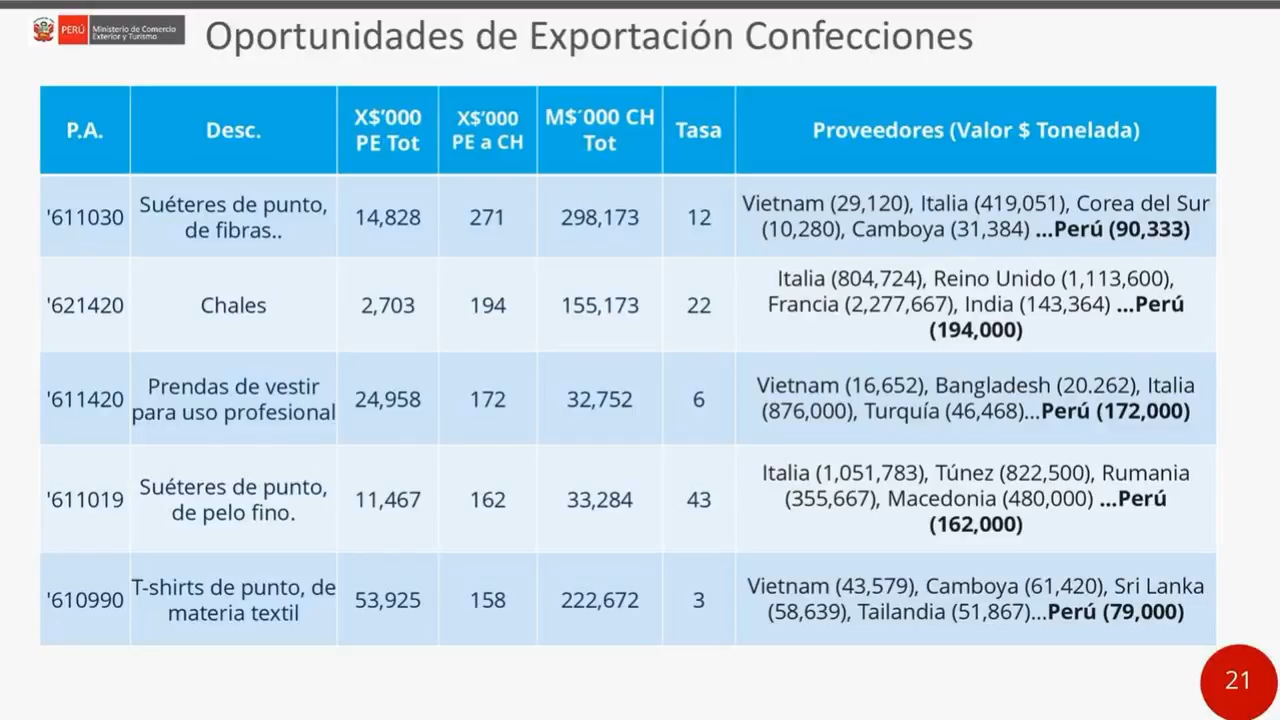 PERÚ
Ministerio de Comercio
Exterior y Turismo
Oportunidades de Exportación Confecciones
P.A.
Desc.
X$’000
PE Tot
X$’000
PE a CH
M$´000 CH
Tot
Tasa
Proveedores (Valor $ Tonelada)
'611030
Suéteres de punto,
de fibras..
14,828
271
298,173
12
Vietnam (29,120), Italia (419,051), Corea del Sur
(10,280), Camboya (31,384) ...Perú (90,333)
'621420
Chales
2,703
194
155,173
22
Italia (804,724), Reino Unido (1,113,600),
Francia (2,277,667), India (143,364) ...Perú
(194,000)
'611420
Prendas de vestir
para uso profesional
24,958
172
32,752
6
Vietnam (16,652), Bangladesh (20.262), Italia
(876,000), Turquía (46,468)...Perú (172,000)
'611019
Suéteres de punto,
de pelo fino.
11,467
162
33,284
43
Italia (1,051,783), Túnez (822,500), Rumania
(355,667), Macedonia (480,000) ...Perú
(162,000)
'610990
T-shirts de punto, de
materia textil
53,925
158
222,672
3
Vietnam (43,579), Camboya (61,420), Sri Lanka
(58,639), Tailandia (51,867)...Perú (79,000)
21